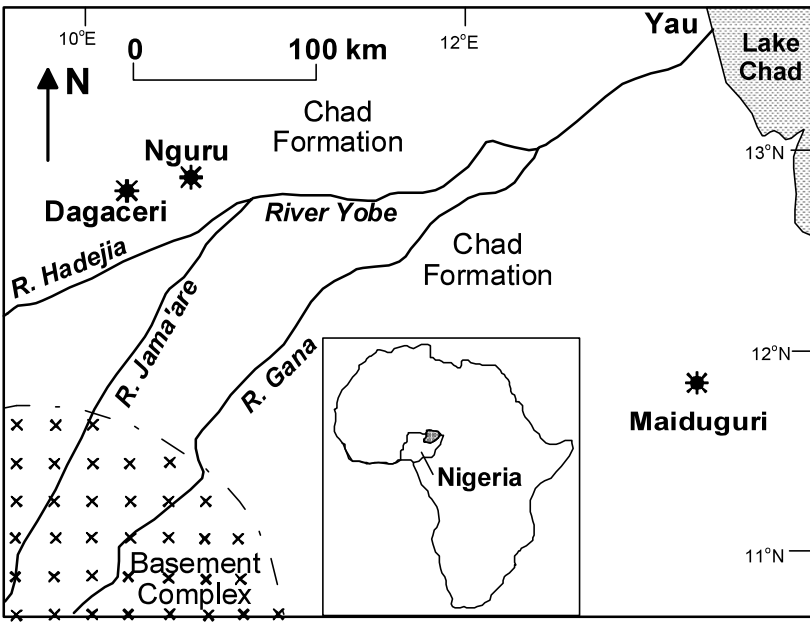 10°E
12°E
Yau
Lake
Chad
0
100 km
N
Chad
Formation
Nguru
13°N
Dagaceri
River Yobe
Chad
Formation
R. Hadejia
R. Jama'are
R. Gana
12°N
Maiduguri
Nigeria
11°N
Basement
Complex